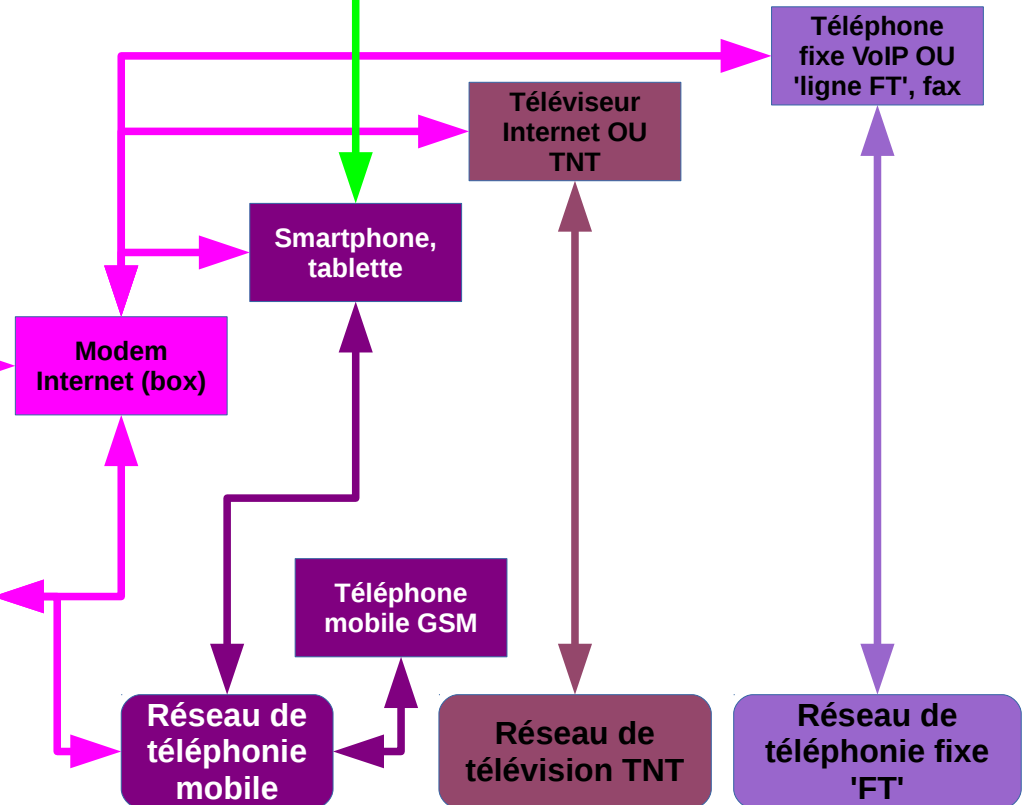 Téléphone
fixe VoIP OU
'ligne FT', fax
Téléviseur
Internet OU
TNT
Smartphone,
tablette
Modem
Internet (box)
Téléphone
mobile GSM
Réseau de
téléphonie
mobile
Réseau de
télévision TNT
Réseau de
téléphonie fixe
'FT'